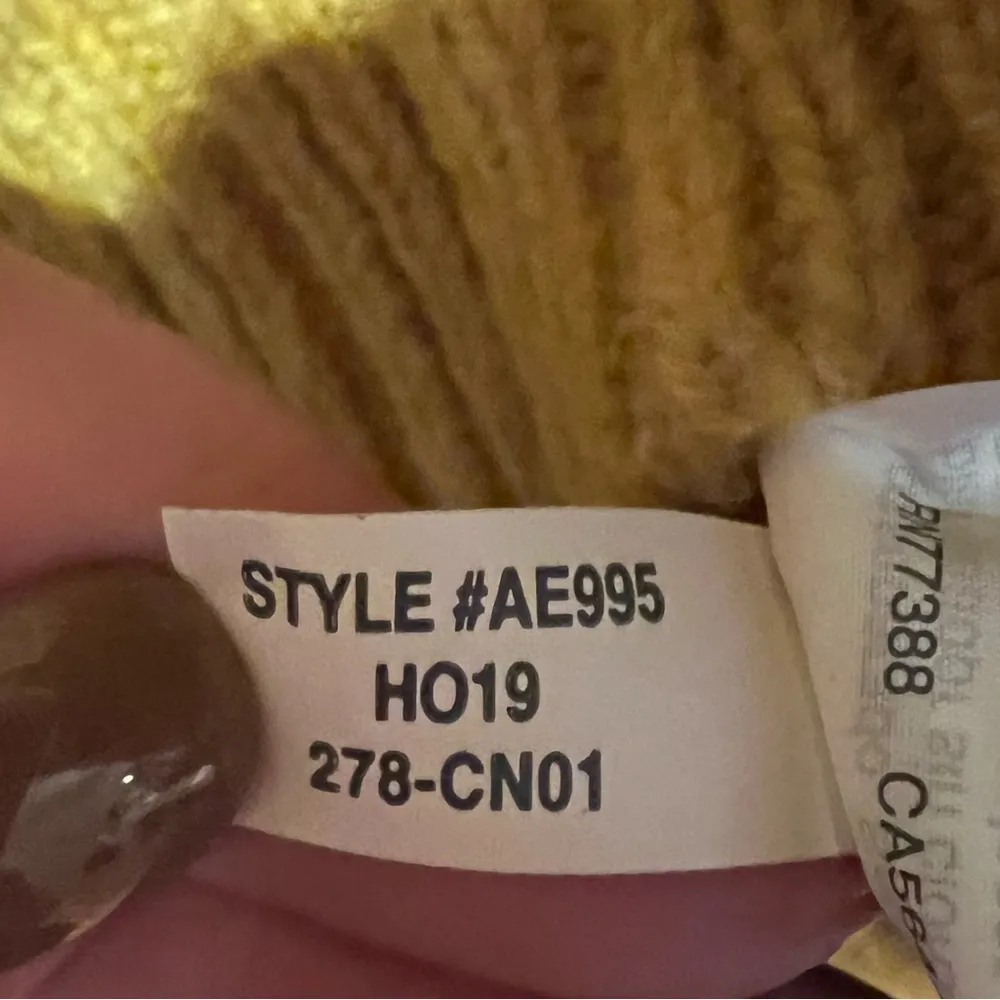 STYLE #AE995
HO19
278-CN01
RN77388 CA56